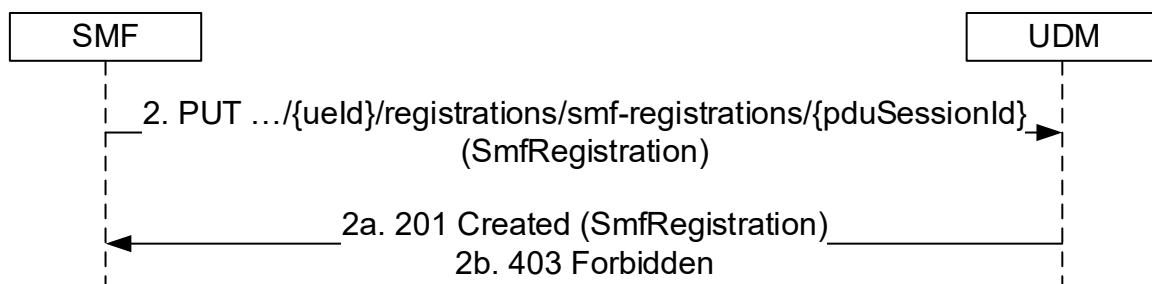 SMF
UDM
2. PUT …/{ueId}/registrations/smf-registrations/{pduSessionId}
(SmfRegistration)
2a. 201 Created (SmfRegistration)
2b. 403 Forbidden